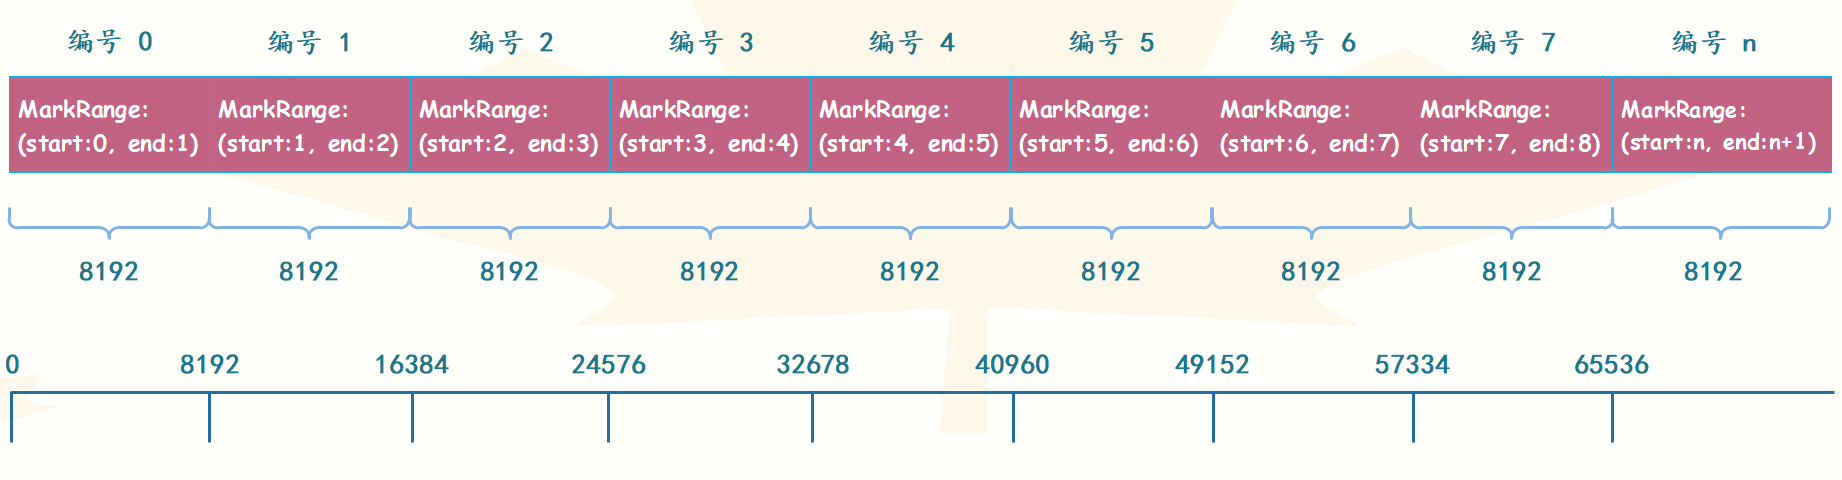 编号 0 编号 1 编号 2 编号 3 编号 4 编号 5 编号 6 编号 7 编号 n
MarkRange: MarkRange: MarkRange: MarkRange: MarkRange: MarkRange: MarkRange: MarkRange: MarkRange:
(start:0, end:1) (start:1, end:2) (start:2, end:3) (start:3, end:4) (start:4, end:5) (start:5, end:6) (start:6, end:7) (start:7, end:8) (start:n, end:n+1)
8192 8192 8192 8192 8192 8192 8192 8192 8192
0 8192 16384 24576 32678 40960 49152 57334 65536